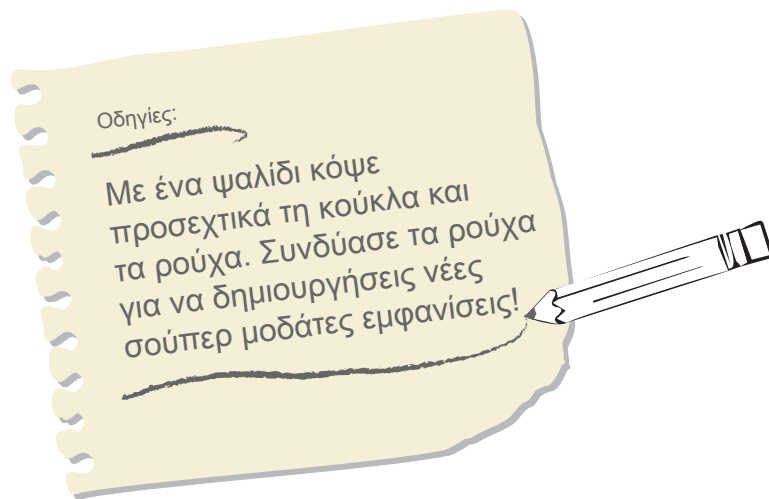 Οδηγίες:
Με ένα ψαλίδι κόψε
προσεχτικά τη κούκλα και
τα ρούχα. Συνδύασε τα ρούχα
για να δημιουργήσεις νέες
σούπερ μοδάτες εμφανίσεις!